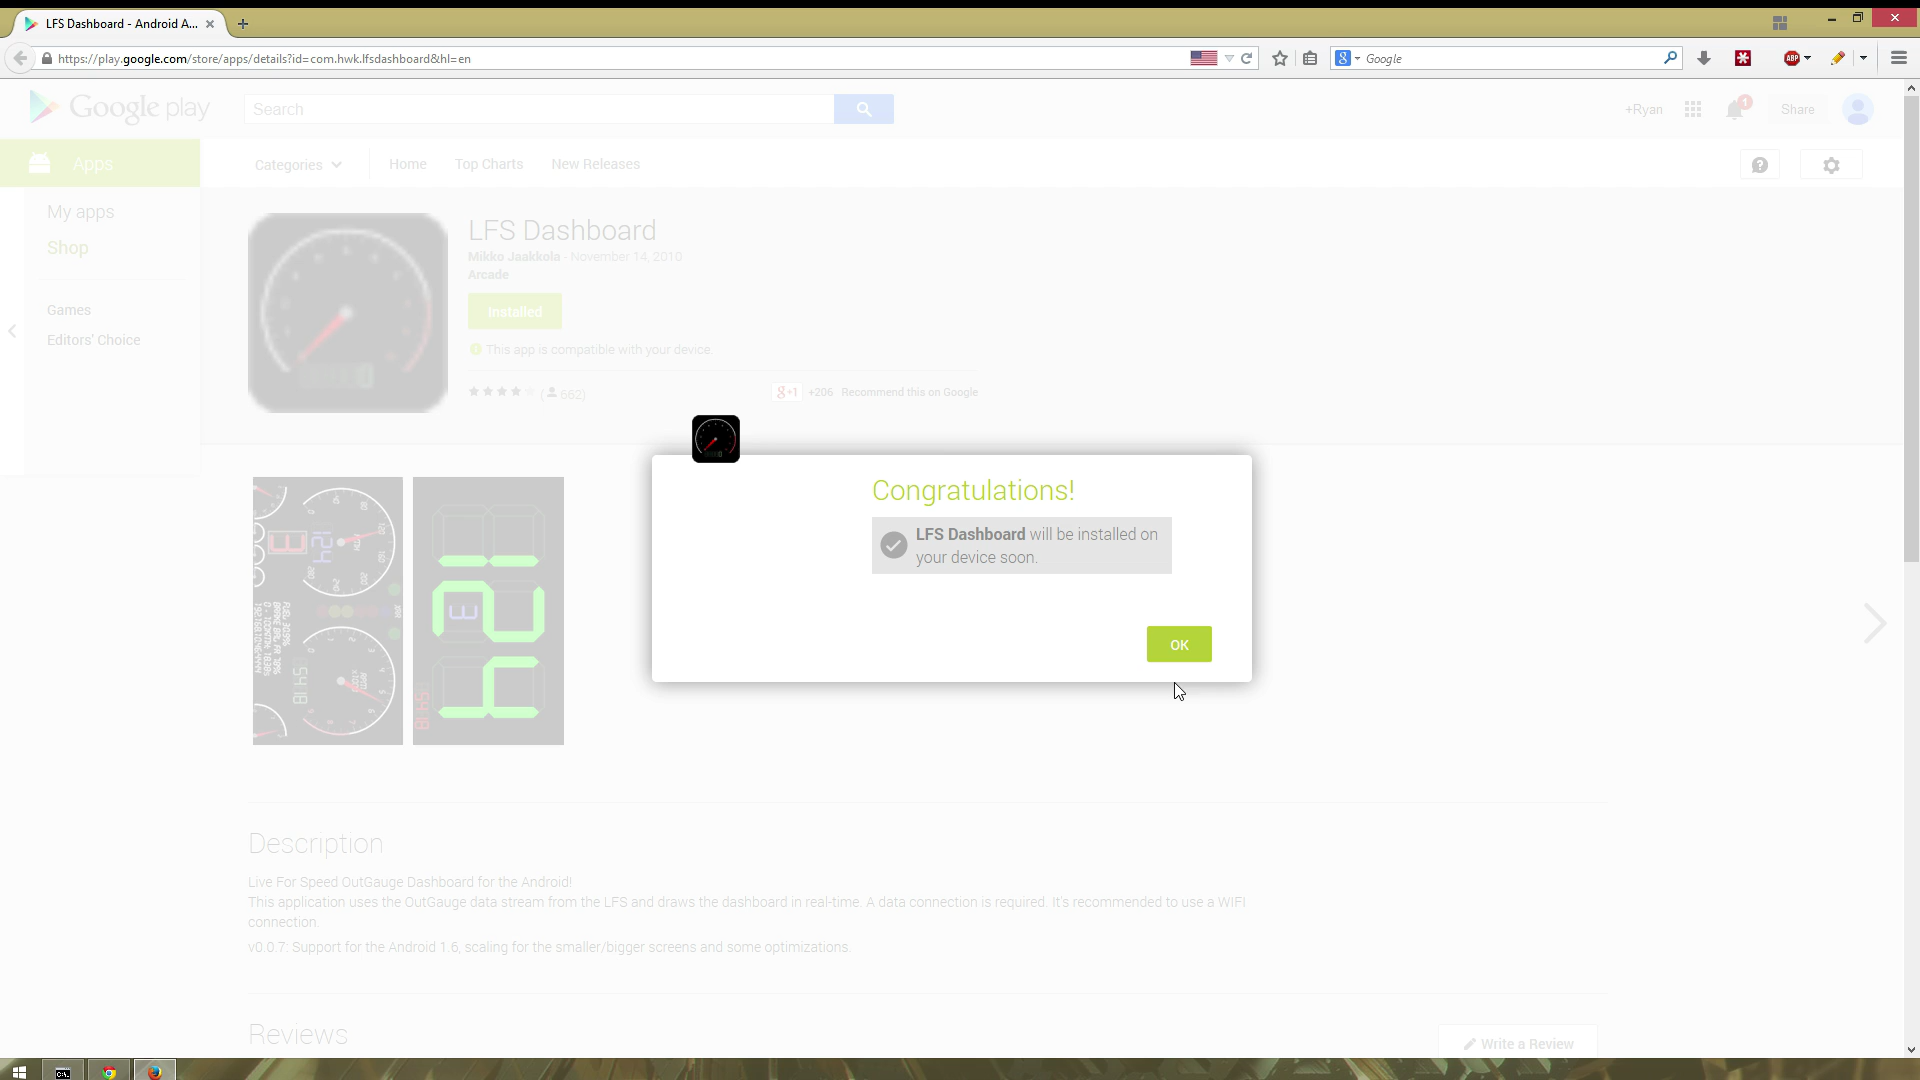 LFS Dashboard - Android A...
https://play.google.com/store/apps/details?id=com.hwk.lfsdashboard&hl=en
Google
ABP
Google play
Search
+Ryan
1
Share
Apps
Categories
Home
Top Charts
New Releases
My apps
Shop
Games
Editors' Choice
LFS Dashboard
Mikko Jaakkola - November 14, 2010
Arcade
Installed
This app is compatible with your device.
(662)
g+1
+206
Recommend this on Google
Congratulations!
LFS Dashboard will be installed on
your device soon.
OK
Description
Live For Speed OutGauge Dashboard for the Android!
This application uses the OutGauge data stream from the LFS and draws the dashboard in real-time. A data connection is required. It's recommended to use a WIFI
connection.
v0.0.7: Support for the Android 1.6, scaling for the smaller/bigger screens and some optimizations.
Reviews
Write a Review